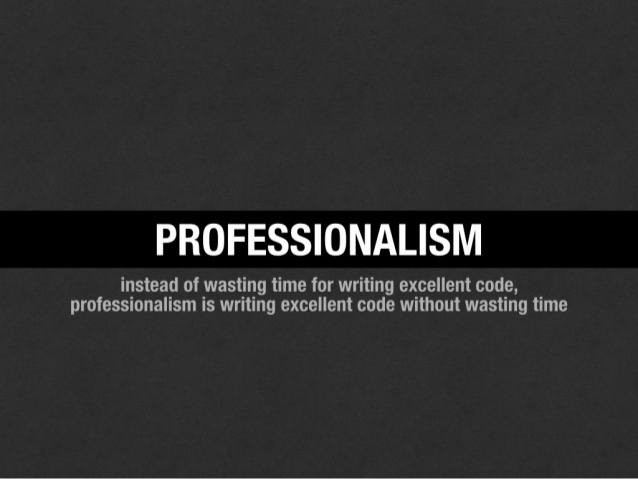 PROFESSIONALISM
instead of wasting time for writing excellent code,
professionalism is writing excellent code without wasting time